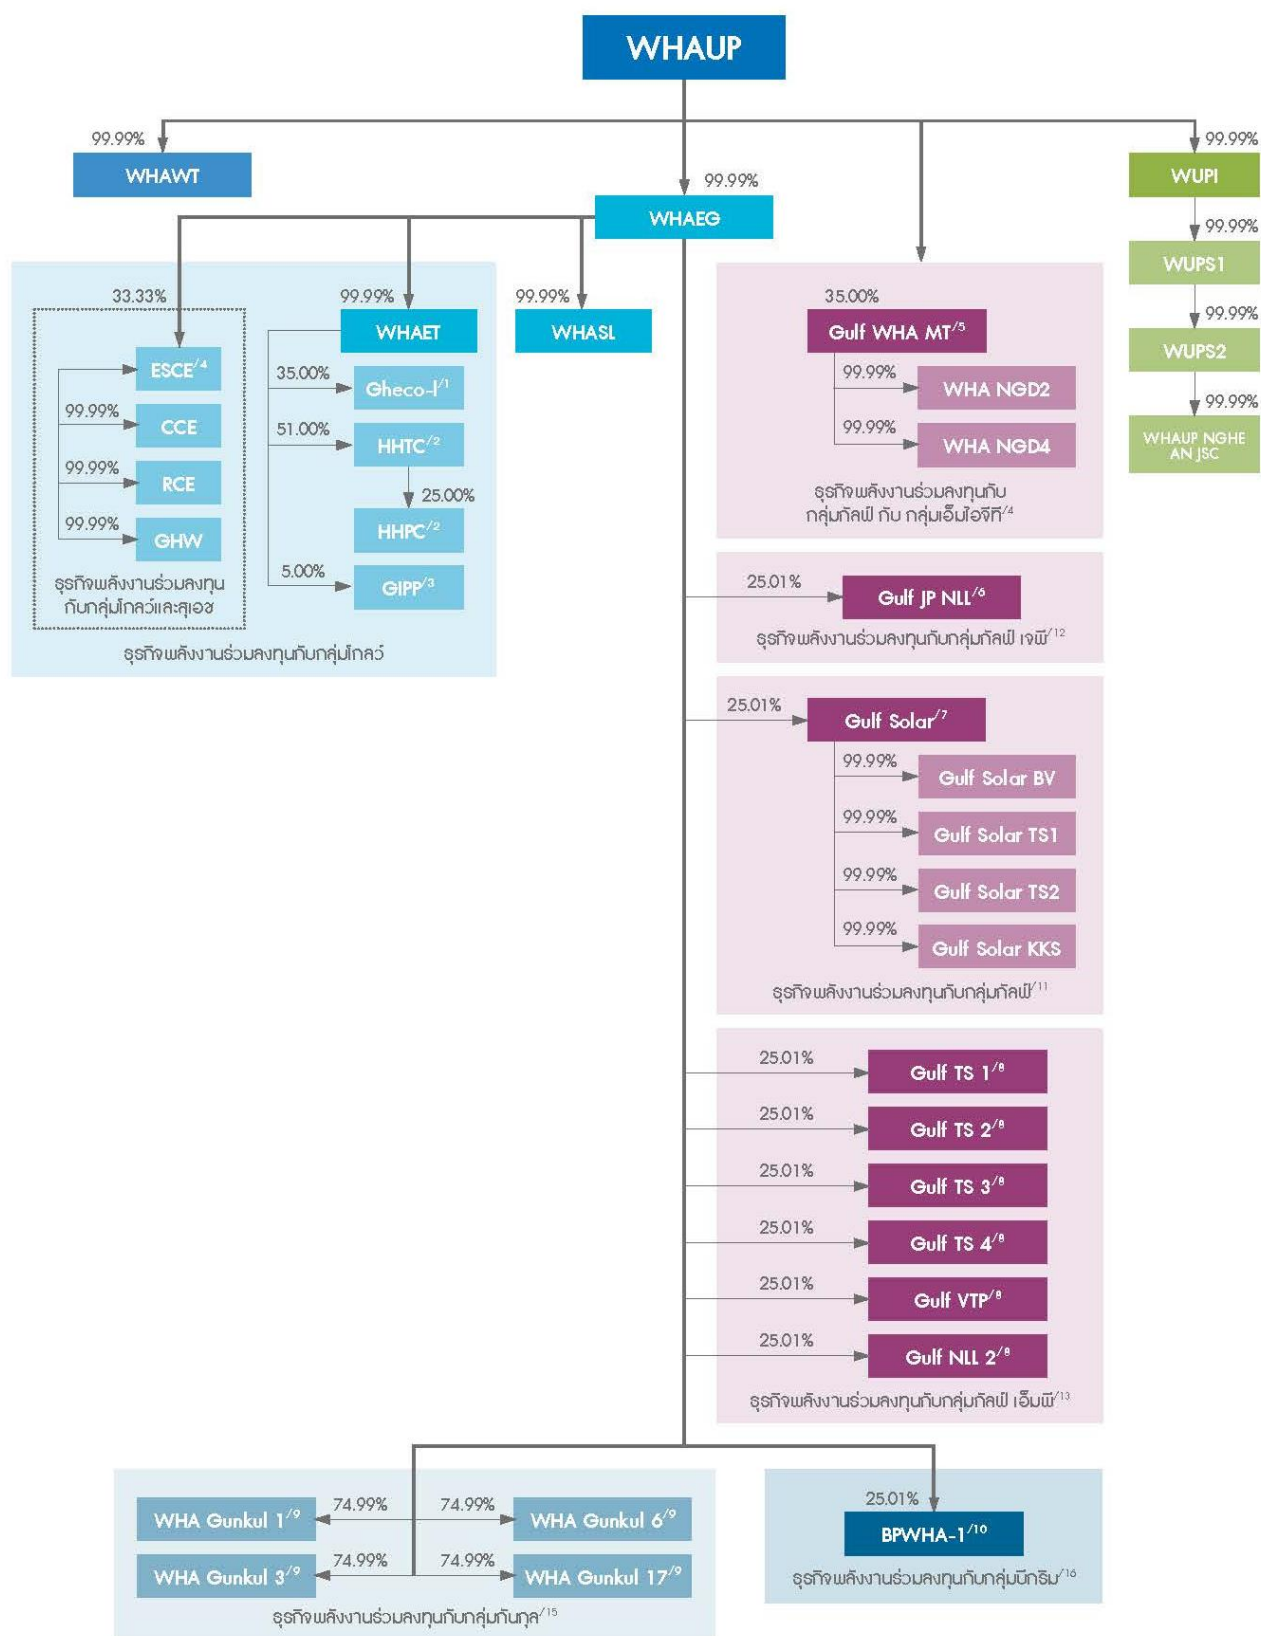 WHAUP
99.99%
WHAWT
99.99%
WHAEG
99.99%
WUPI
99.99%
WUPS1
99.99%
WUPS2
99.99%
WHAUP NGHE
AN JSC
33.33%
ESCE/4
99.99%
CCE
99.99%
RCE
99.99%
GHW
ธุรกิจพลังงานร่วมลงทุน
กับกลุ่มโกลว์และสุเอช
99.99%
WHAET
35.00%
Gheco-I/1
51.00%
HHTC/2
25.00%
HHPC/2
5.00%
GIPP/3
ธุรกิจพลังงานร่วมลงทุนกับกลุ่มโกลว์
99.99%
WHASL
35.00%
Gulf WHA MT/5
99.99%
WHA NGD2
99.99%
WHA NGD4
ธุรกิจพลังงานร่วมลงทุนกับ
กลุ่มกัลฟ์ กับ กลุ่มเอ็มไอจีที/4
25.01%
Gulf JP NLL/6
ธุรกิจพลังงานร่วมลงทุนกับกลุ่มกัลฟ์ เจพี/12
25.01%
Gulf Solar/7
99.99%
Gulf Solar BV
99.99%
Gulf Solar TS1
99.99%
Gulf Solar TS2
99.99%
Gulf Solar KKS
ธุรกิจพลังงานร่วมลงทุนกับกลุ่มกัลฟ์/11
25.01%
Gulf TS 1/8
25.01%
Gulf TS 2/8
25.01%
Gulf TS 3/8
25.01%
Gulf TS 4/8
25.01%
Gulf VTP/8
25.01%
Gulf NLL 2/8
ธุรกิจพลังงานร่วมลงทุนกับกลุ่มกัลฟ์ เอ็มพี/13
WHA Gunkul 1/9 74.99% 74.99% WHA Gunkul 6/9
WHA Gunkul 3/9 74.99% 74.99% WHA Gunkul 17/9
ธุรกิจพลังงานร่วมลงทุนกับกลุ่มกันกุล/15
25.01%
BPWHA-1/10
ธุรกิจพลังงานร่วมลงทุนกับกลุ่มบีกริม/16